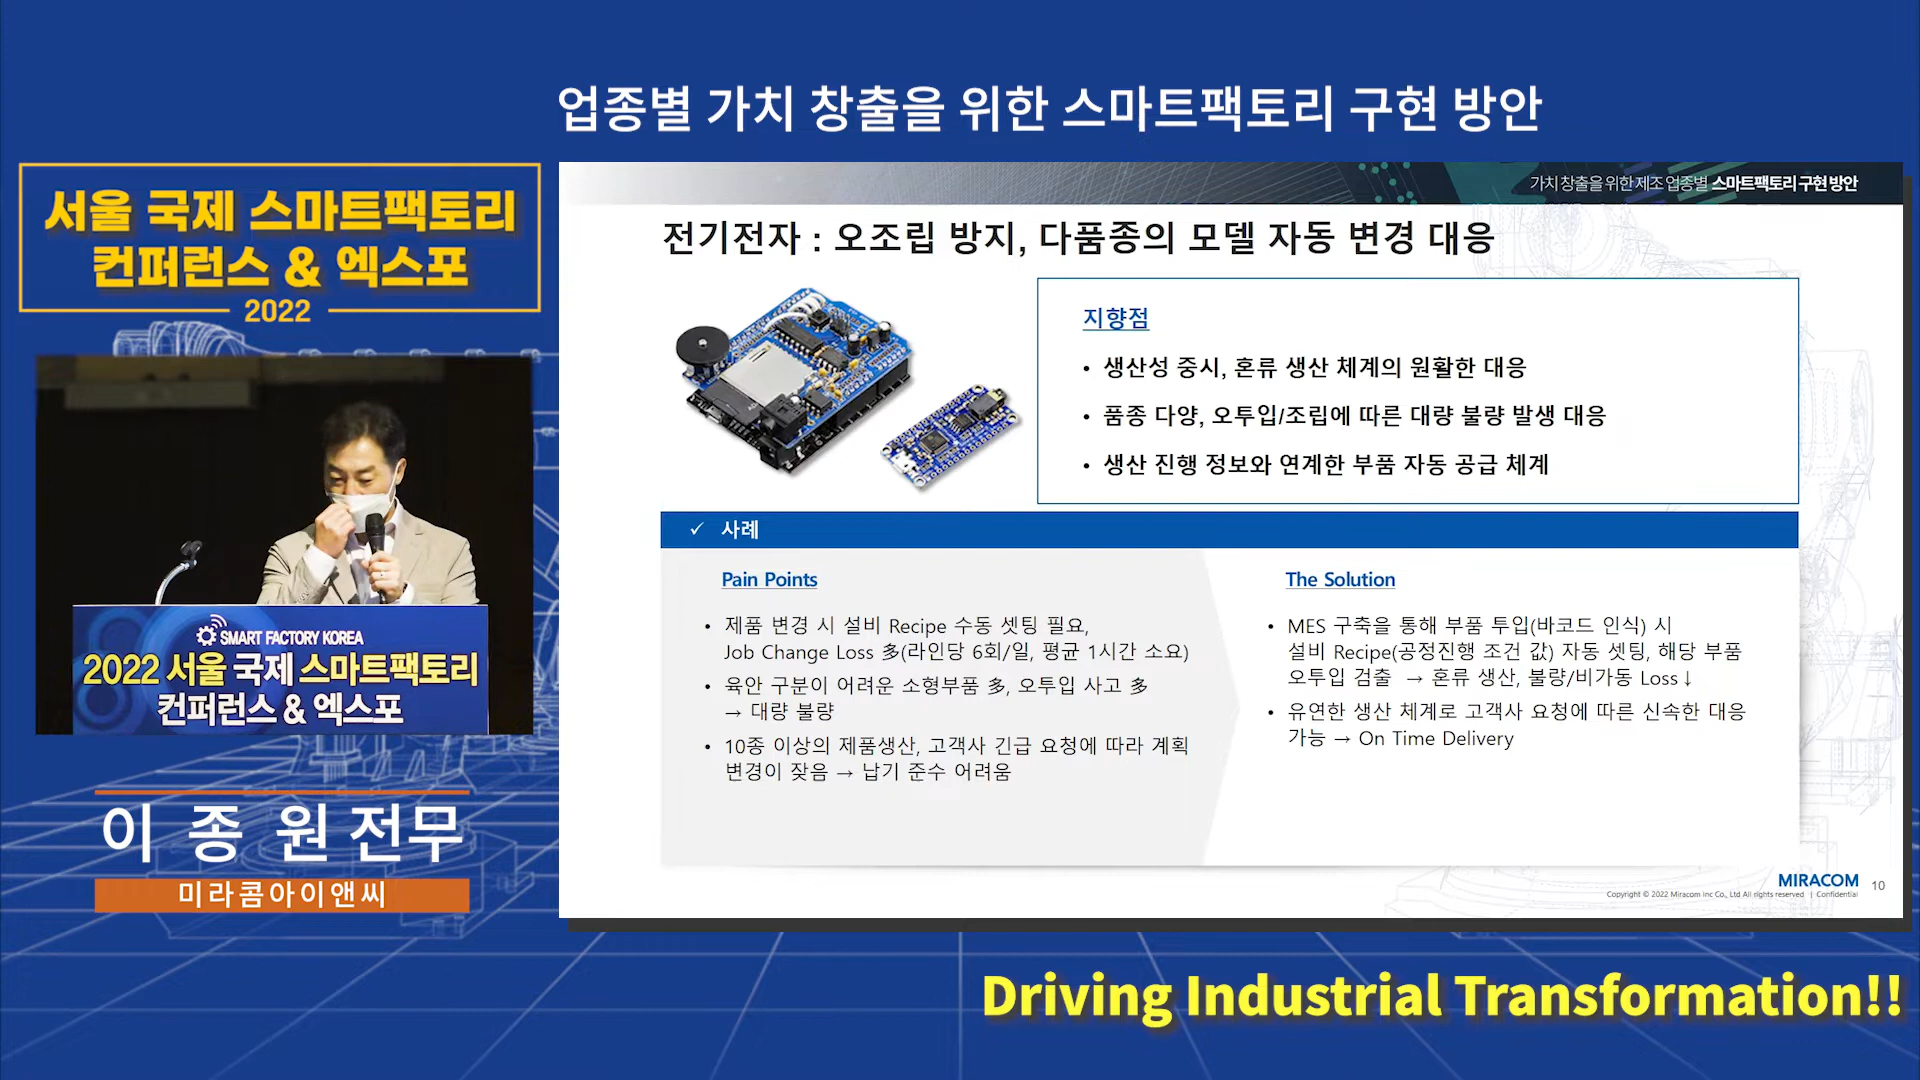 업종별 가치 창출을 위한 스마트팩토리 구현 방안
서울 국제 스마트팩토리
컨퍼런스 & 엑스포
2022
SMART FACTORY KOREA
2022 서울 국제 스마트팩토리
컨퍼런스 & 엑스포
이 종 원 전무
미라콤아이앤씨
가치 창출을 위한 제조 업종별 스마트팩토리 구현 방안
전기전자 : 오조립 방지, 다품종의 모델 자동 변경 대응
지향점
• 생산성 중시, 혼류 생산 체계의 원활한 대응
• 품종 다양, 오투입/조립에 따른 대량 불량 발생 대응
• 생산 진행 정보와 연계한 부품 자동 공급 체계
✓ 사례
Pain Points
• 제품 변경 시 설비 Recipe 수동 셋팅 필요,
Job Change Loss 多(라인당 6회/일, 평균 1시간 소요)
• 육안 구분이 어려운 소형부품 多, 오투입 사고 多
→ 대량 불량
• 10종 이상의 제품생산, 고객사 긴급 요청에 따라 계획
변경이 잦음 → 납기 준수 어려움
The Solution
• MES 구축을 통해 부품 투입(바코드 인식) 시
설비 Recipe(공정진행 조건 값) 자동 셋팅, 해당 부품
오투입 검출 → 혼류 생산, 불량/비가동 Loss↓
• 유연한 생산 체계로 고객사 요청에 따른 신속한 대응
가능 → On Time Delivery
MIRACOM 10
Copyright © 2022 Miracom Inc Co., Ltd All rights reserved | Confidential
Driving Industrial Transformation!!